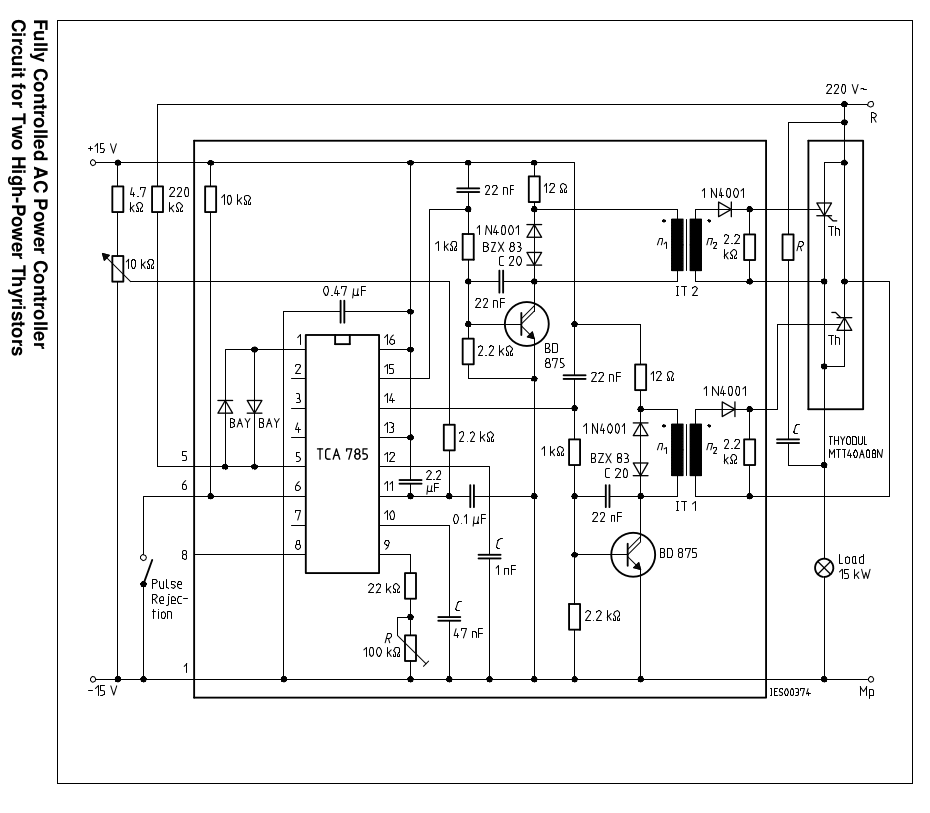 Fully Controlled AC Power Controller
Circuit for Two High-Power Thyristors
220 V~
R
+15 V
4.7
kΩ
220
kΩ
10 kΩ
22 nF
12 Ω
1 N4001
1 N4001
BZX 83
C 20
1 kΩ
n1
n2
2.2
kΩ
R
Th
10 kΩ
IT 2
0.47 µF
22 nF
BD
875
2.2 kΩ
Th
1
2
3
4
5
6
7
8
16
15
14
13
12
11
10
9
TCA 785
BAY
BAY
22 nF
12 Ω
1 N4001
1 N4001
BZX 83
C 20
1 kΩ
n1
n2
2.2
kΩ
C
THYODUL
MTT40A08N
2.2 kΩ
5
6
8
1
2.2
µF
0.1 µF
22 nF
IT 1
BD 875
C
1 nF
22 kΩ
C
47 nF
R
100 kΩ
2.2 kΩ
Pulse
Rejec-
tion
Load
15 kW
–15 V
IES00374
Mp